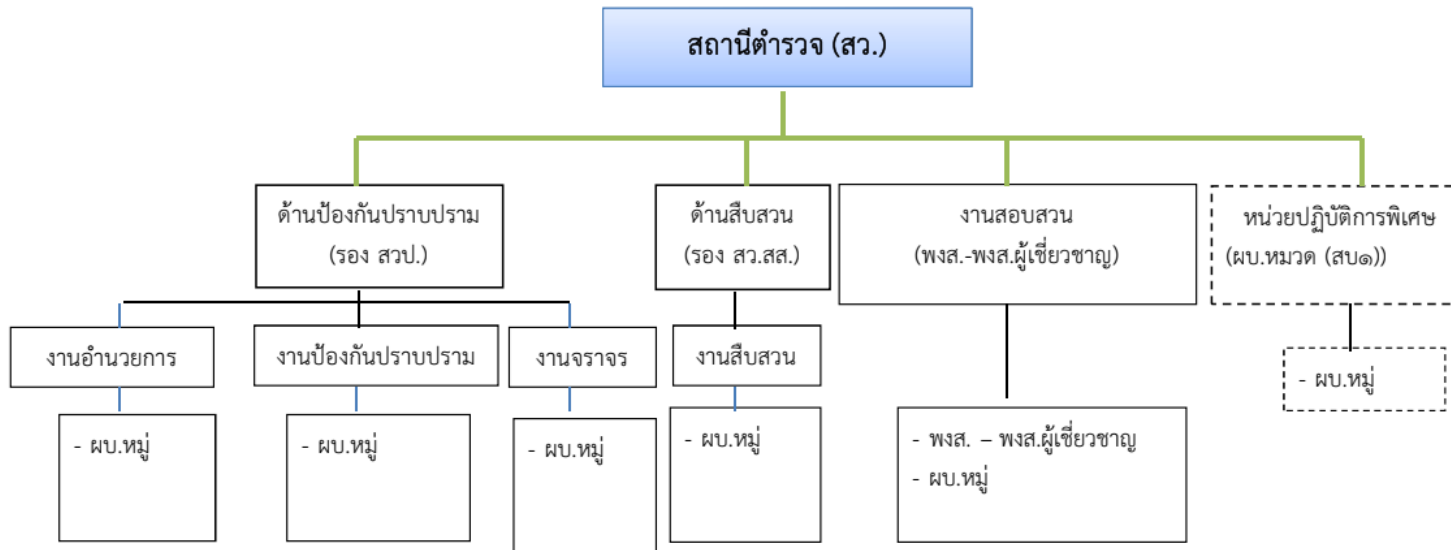 สถานีตำรวจ (สว.)
ด้านป้องกันปราบปราม
(รอง สวป.)
ด้านสืบสวน
(รอง สว.สส.)
งานสอบสวน
(พงส.-พงส.ผู้เชี่ยวชาญ)
หน่วยปฏิบัติการพิเศษ
(ผบ.หมวด (สบ๑))
งานอำนวยการ
งานป้องกันปราบปราม
งานจราจร
งานสืบสวน
- ผบ.หมู่
- ผบ.หมู่
- ผบ.หมู่
- ผบ.หมู่
- ผบ.หมู่
- พงส. – พงส.ผู้เชี่ยวชาญ
- ผบ.หมู่